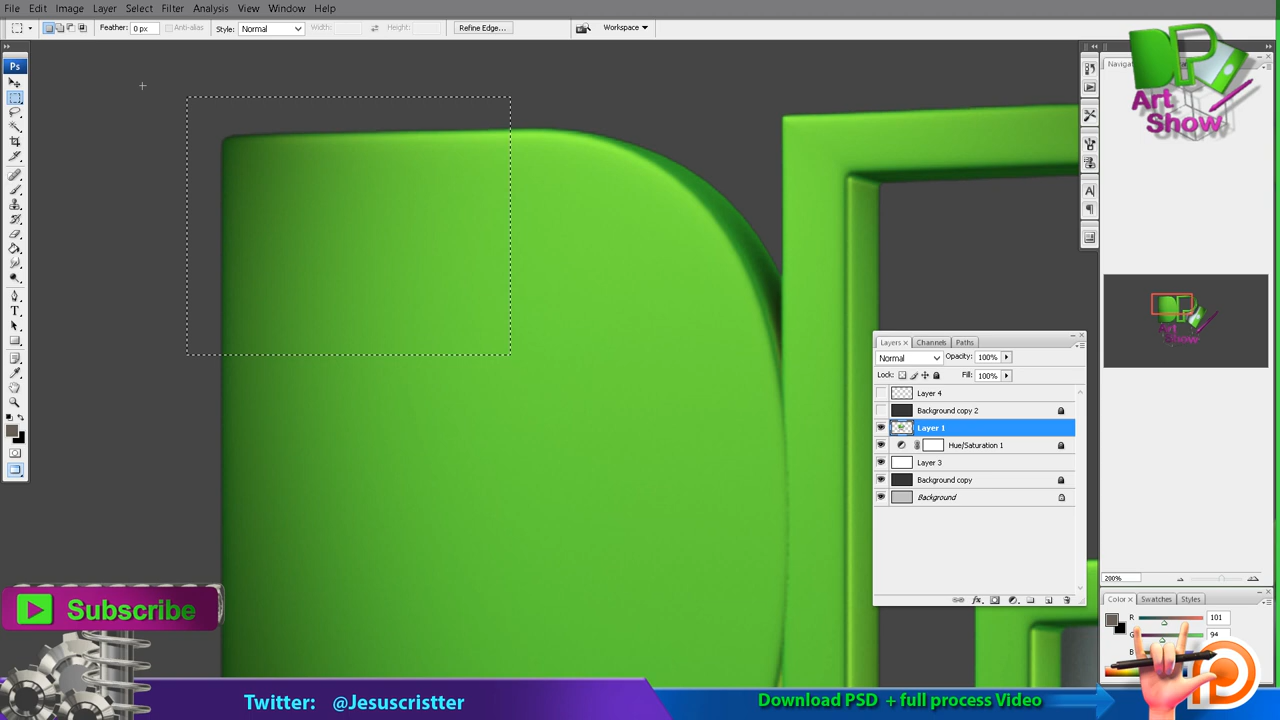 File Edit Image Layer Select Filter Analysis View Window Help
Feather: 0 px Anti-alias Style: Normal Width: Height: Refine Edge... Workspace
Ps
DP
Art
Show
Layers Channels Paths
Normal Opacity: 100%
Lock: Fill: 100%
Layer 4
Background copy 2
Layer 1
Hue/Saturation 1
Layer 3
Background copy
Background
200%
Color Swatches Styles
R 101
G 94
B
Subscribe
Twitter: @Jesuscristter
Download PSD + full process Video